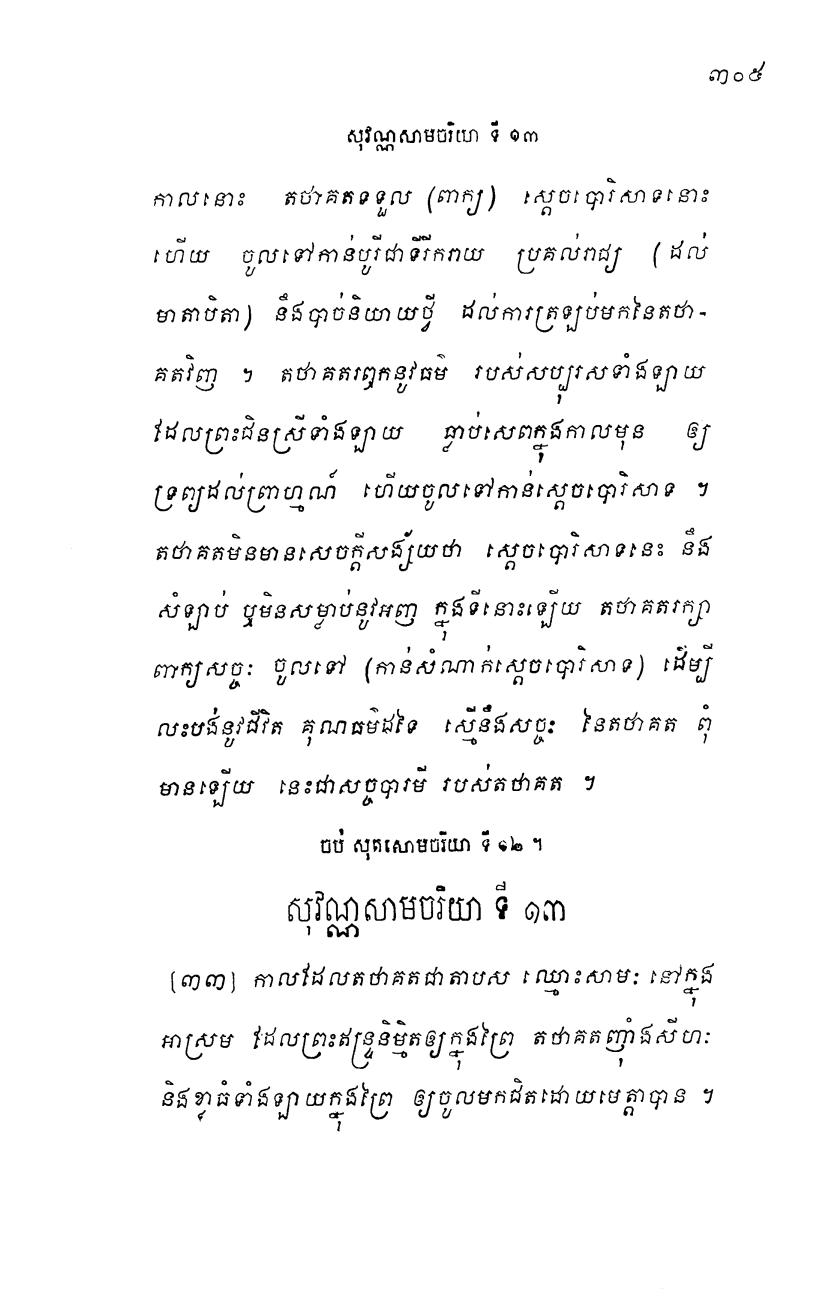 ៣០៥
សុវណ្ណសាមចរិយា ទី ១៣
កាលនោះ តថាគតទទួល (ពាក្យ) ស្តេចបោរិសាទនោះ
ហើយ ចូលទៅកាន់បូរីជាទីរីករាយ ប្រគល់រាជ្យ (ដល់
មាតាបិតា) នឹងបាច់និយាយថ្វី ដល់ការត្រឡប់មកនៃតថា-
គតវិញ ។ តថាគតរឭកនូវធម៌ របស់សប្បុរសទាំងឡាយ
ដែលព្រះជិនស្រីទាំងឡាយ ធ្លាប់សេពក្នុងកាលមុន ឲ្យ
ទ្រព្យដល់ព្រាហ្មណ៍ ហើយចូលទៅកាន់ស្តេចបោរិសាទ ។
តថាគតមិនមានសេចក្តីសង្ស័យថា ស្តេចបោរិសាទនេះ នឹង
សំឡាប់ ឬមិនសម្លាប់នូវអញ ក្នុងទីនោះឡើយ តថាគតរក្សា
ពាក្យសច្ចៈ ចូលទៅ (កាន់សំណាក់ស្តេចបោរិសាទ) ដើម្បី
លះបង់នូវជីវិត គុណធម៌ដទៃ ស្មើនឹងសច្ចៈ នៃតថាគត ពុំ
មានឡើយ នេះជាសច្ចបារមី របស់តថាគត ។
ចប់ សុតសោមចរិយា ទី ១២ ។
សុវណ្ណសាមចរិយា ទី ១៣
[៣៣] កាលដែលតថាគតជាតាបស ឈ្មោះសាមៈ នៅក្នុង
អាស្រម ដែលព្រះឥន្ទ្រនិម្មិតឲ្យក្នុងព្រៃ តថាគតញ៉ាំងសីហៈ
និងខ្លាធំទាំងឡាយក្នុងព្រៃ ឲ្យចូលមកជិតដោយមេត្តាបាន ។